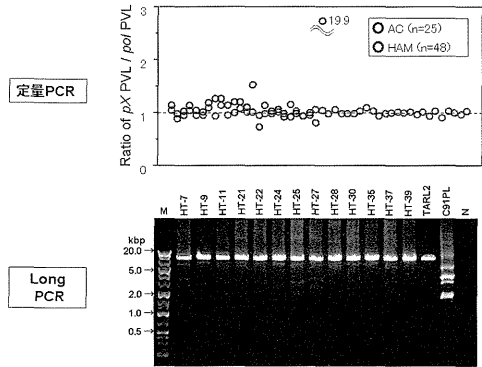 3
19.9
AC (n=25)
HAM (n=48)
2
1
0
Ratio of pX PVL / pol PVL
定量PCR
M
HT-7
HT-9
HT-11
HT-21
HT-22
HT-24
HT-25
HT-27
HT-28
HT-30
HT-35
HT-37
HT-39
TARL2
C91PL
N
kbp
20.0
5.0
2.0
1.0
0.5
Long
PCR